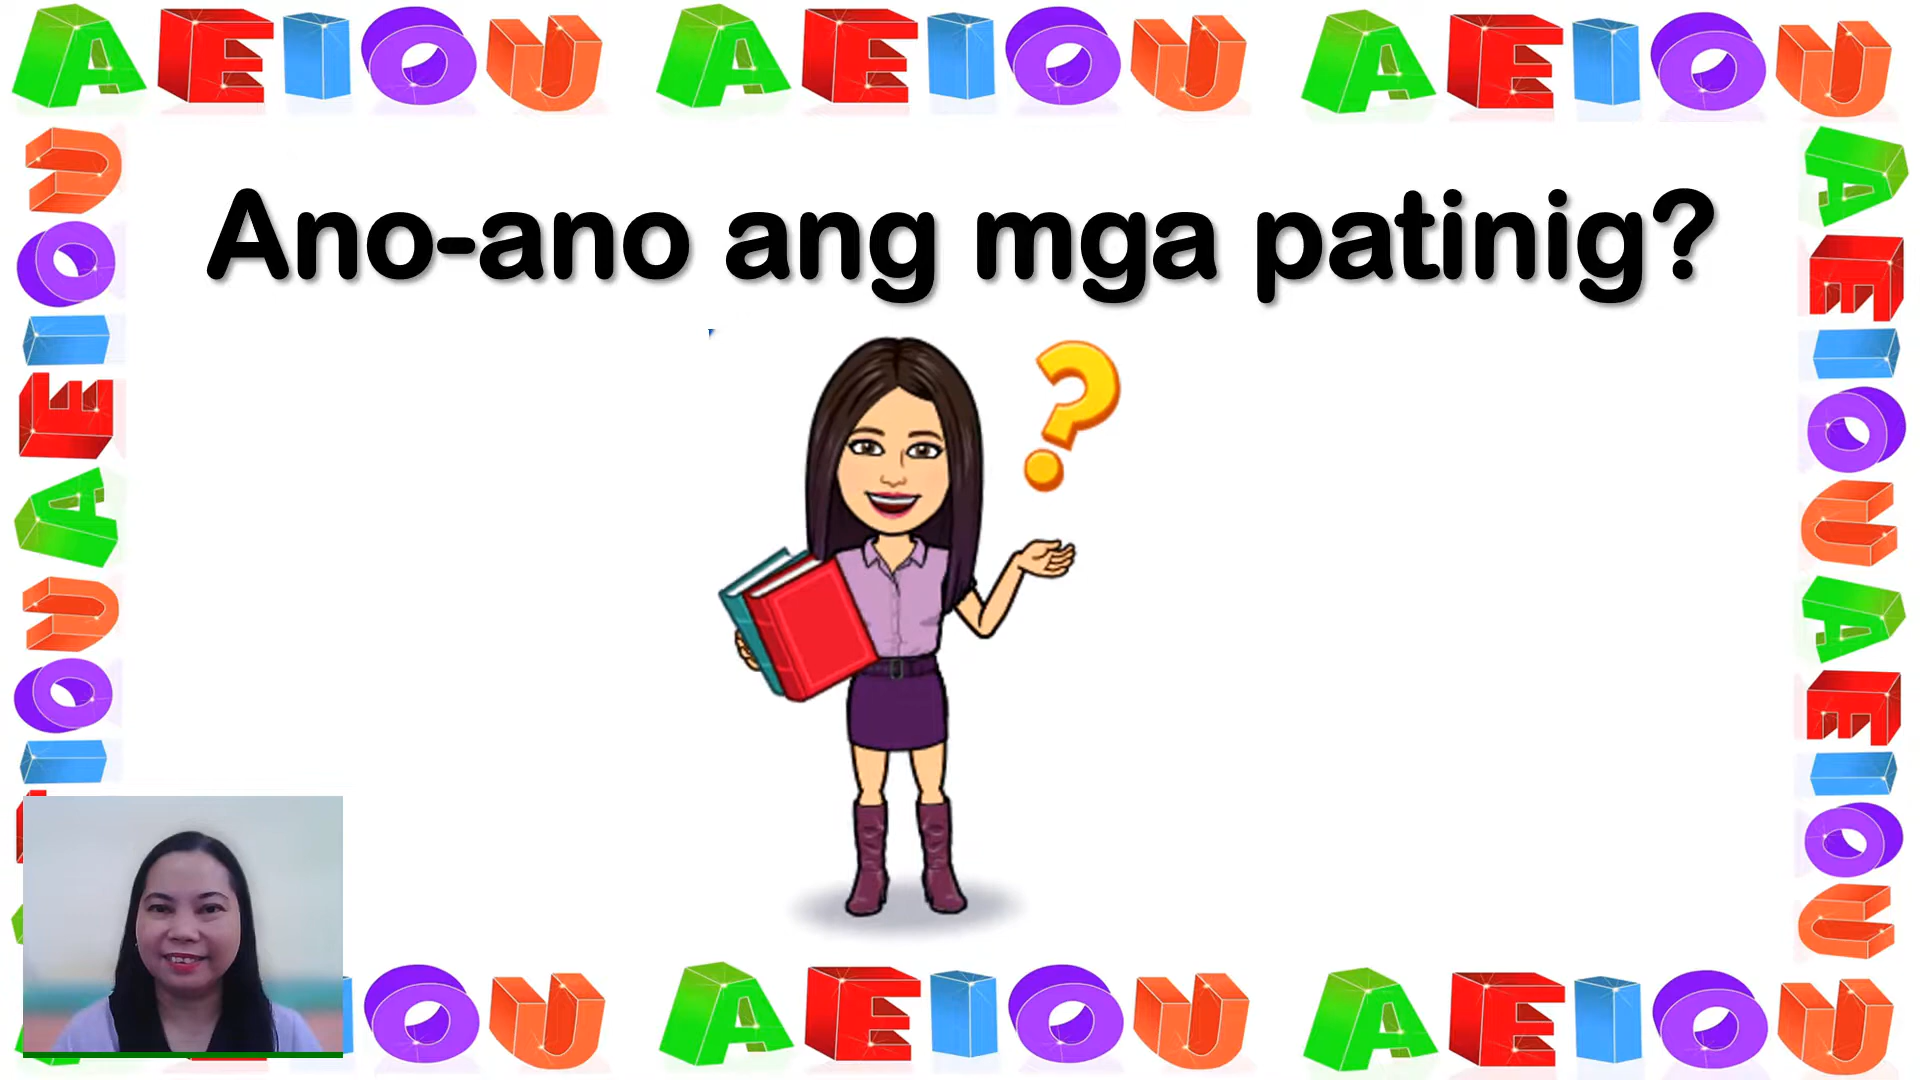 A E I O U A E I O U A E I O U
Ano-ano ang mga patinig?
A E I O U A E I O U
U O I E A U O I
O U A E I O U A E I O U